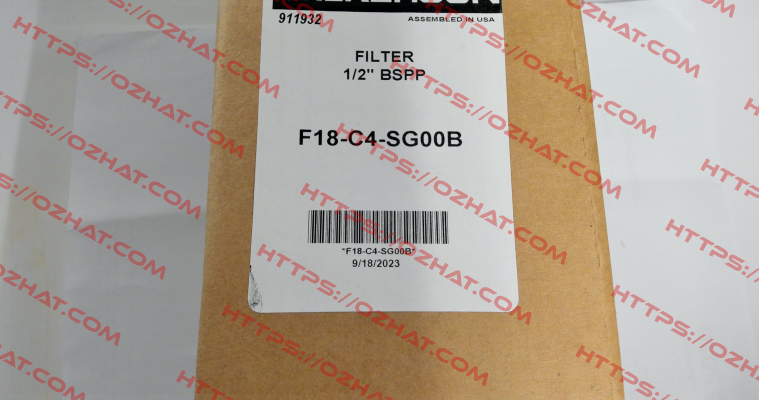 911932
ASSEMBLED IN USA
FILTER
1/2" BSPP
F18-C4-SG00B
*F18-C4-SG00B*
9/18/2023
HTTPS://OZHAT.COM